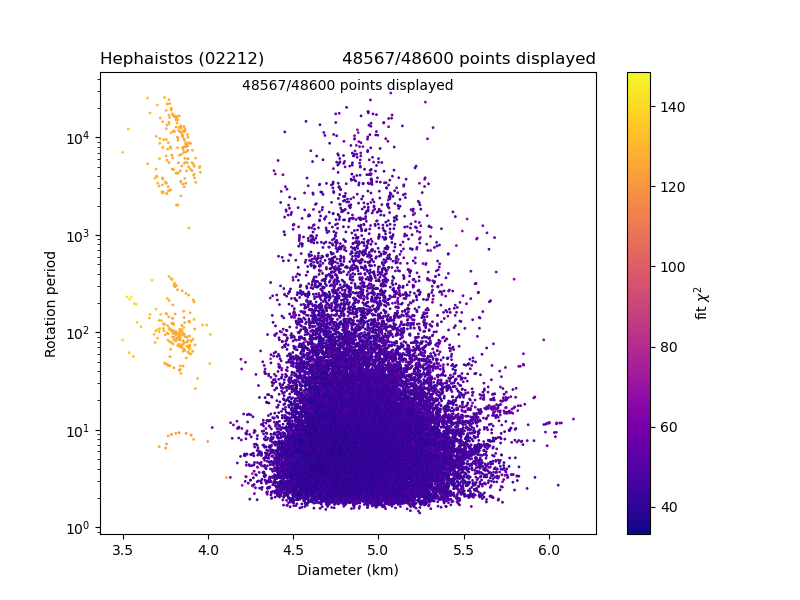 Hephaistos (02212) 48567/48600 points displayed
48567/48600 points displayed
10⁴
10³
10²
10¹
10⁰
Rotation period
3.5 4.0 4.5 5.0 5.5 6.0
Diameter (km)
140
120
100
80
60
40
fit χ²